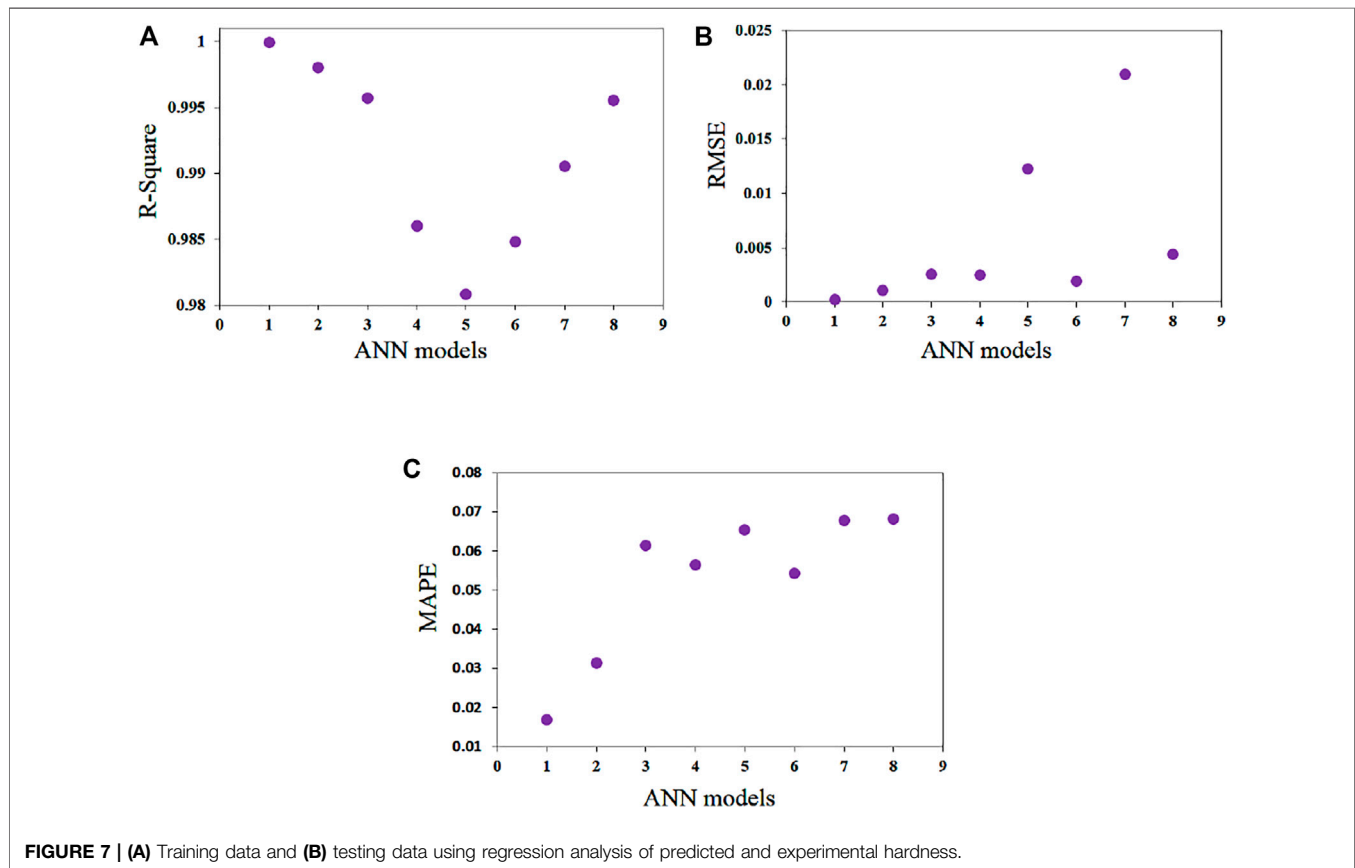 A
1
0.995
0.99
0.985
0.98
R-Square
0 1 2 3 4 5 6 7 8 9
ANN models
B
0.025
0.02
0.015
0.01
0.005
0
RMSE
0 1 2 3 4 5 6 7 8 9
ANN models
C
0.08
0.07
0.06
0.05
0.04
0.03
0.02
0.01
MAPE
0 1 2 3 4 5 6 7 8 9
ANN models
FIGURE 7 | (A) Training data and (B) testing data using regression analysis of predicted and experimental hardness.